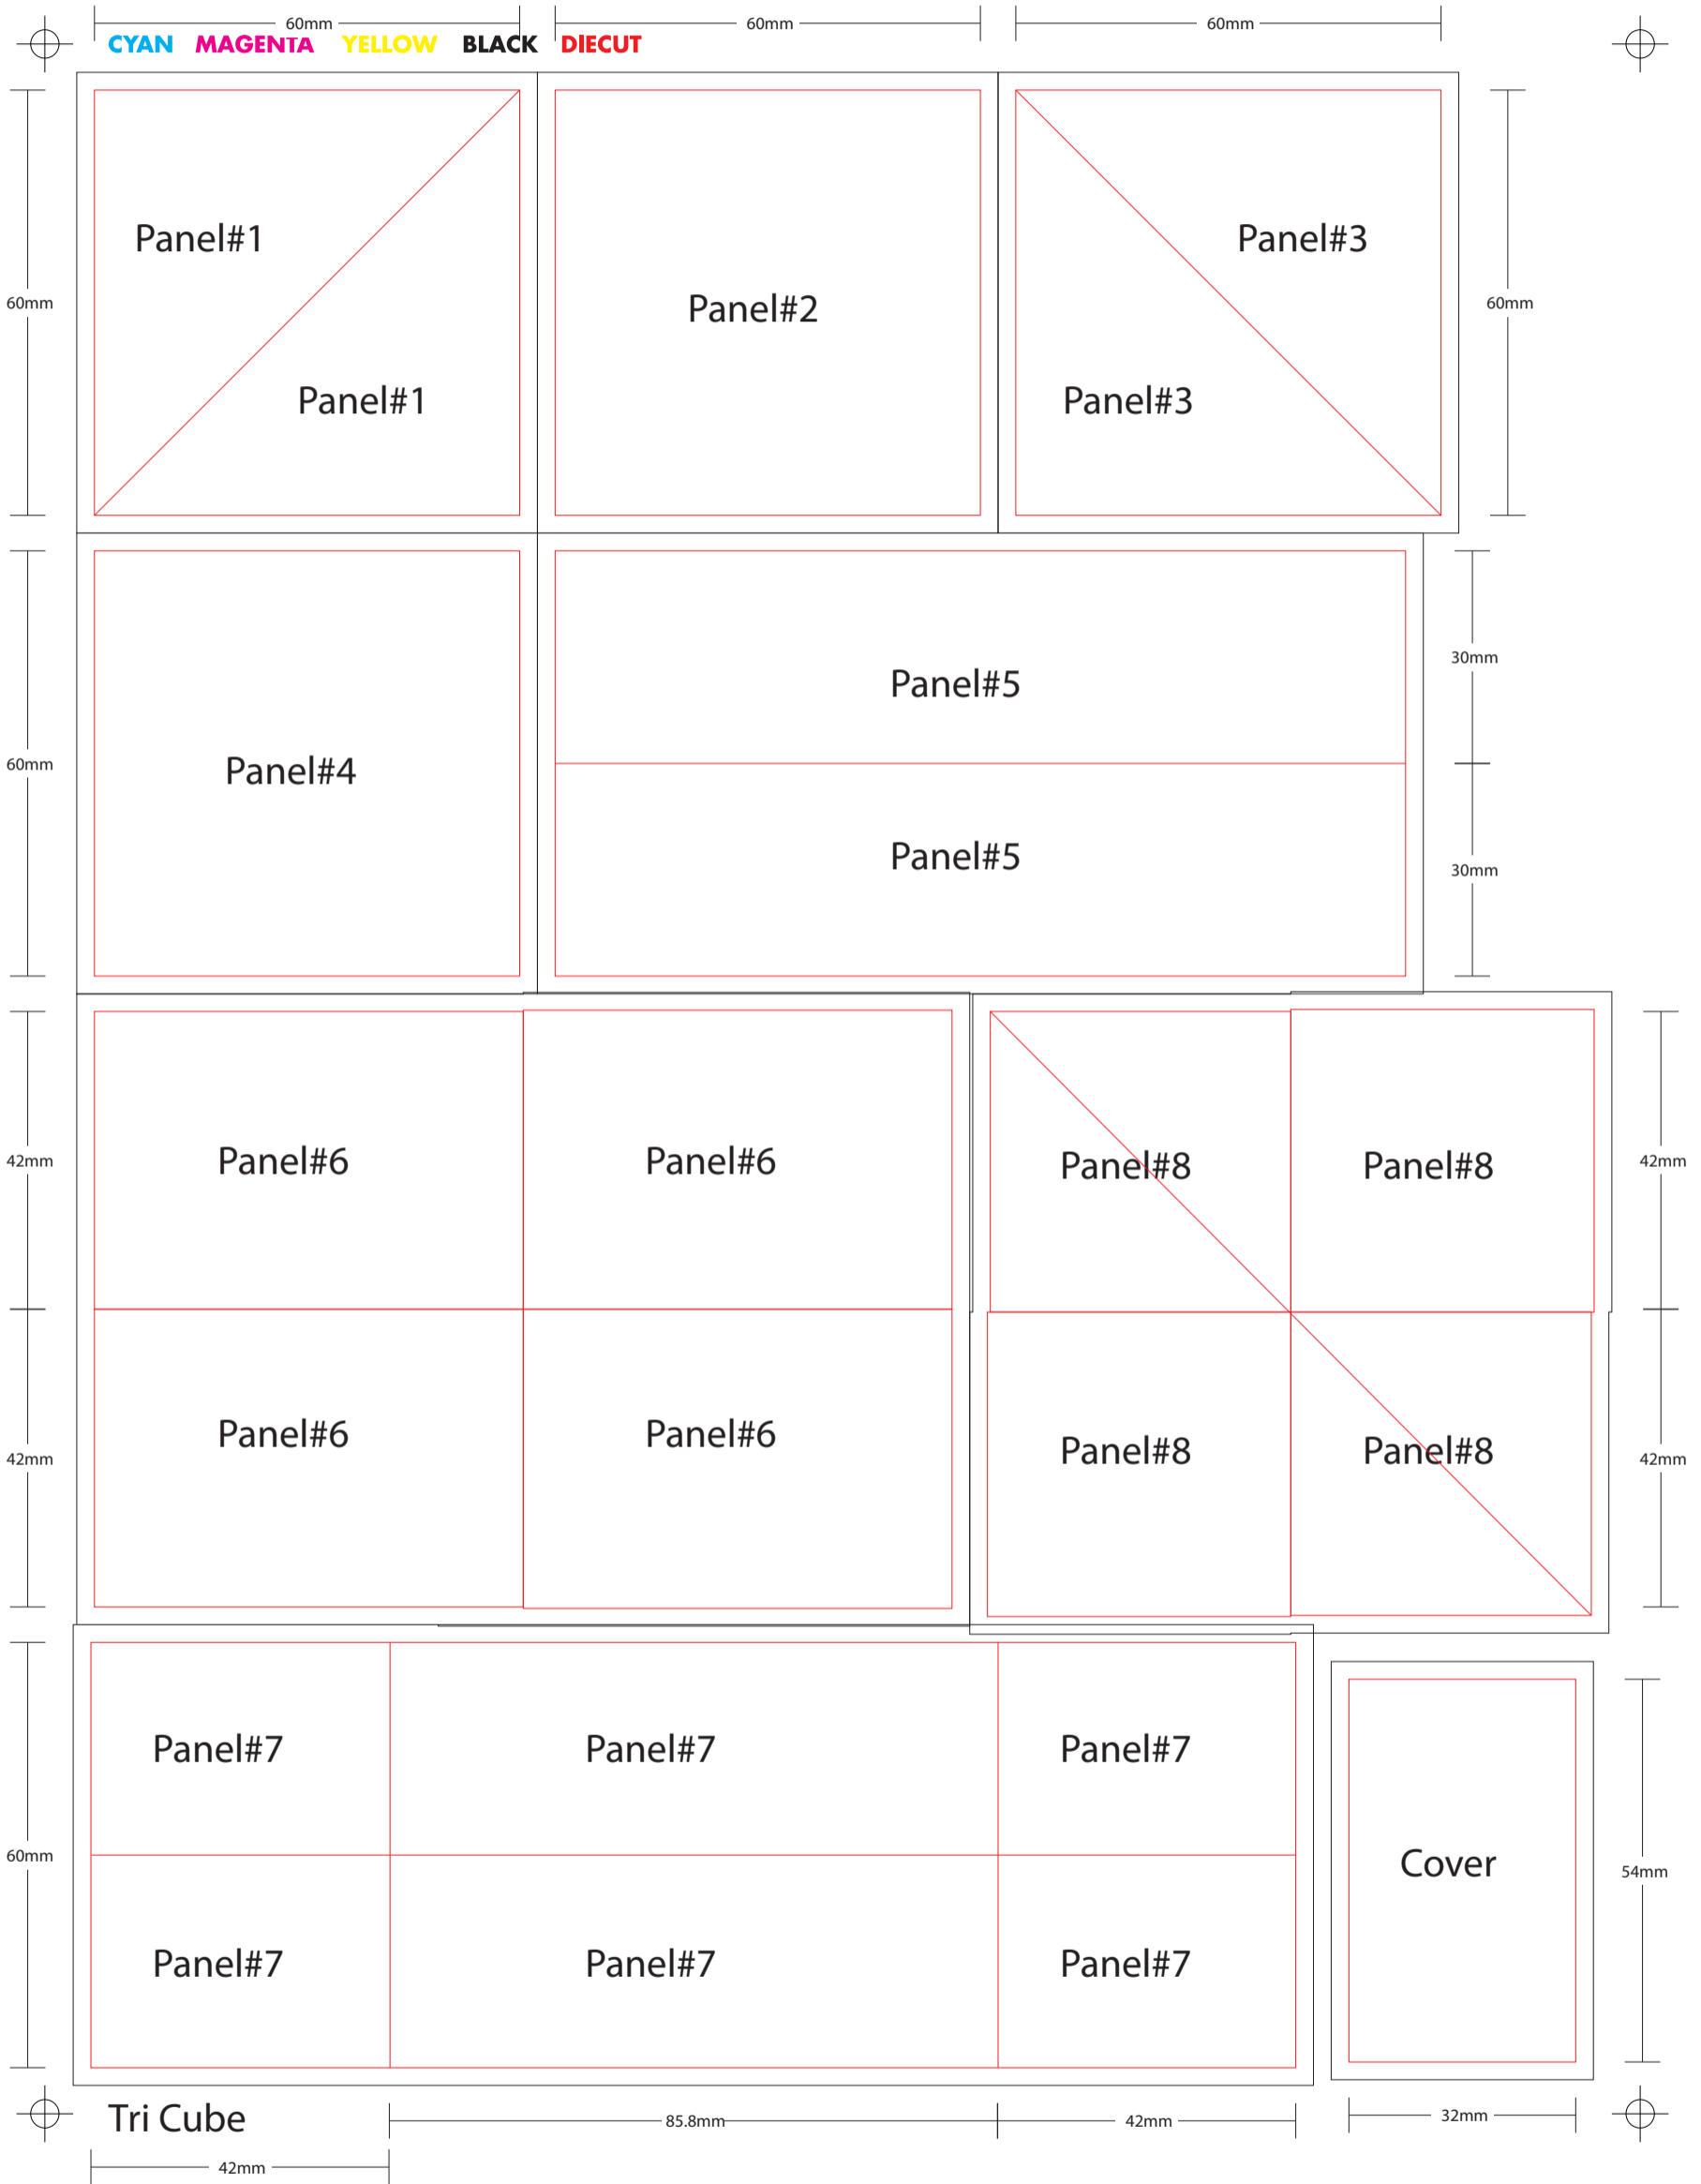 60mm 60mm 60mm
CYAN MAGENTA YELLOW BLACK DIECUT
Panel#1 Panel#3
60mm Panel#2 60mm
Panel#1 Panel#3
30mm
Panel#5
60mm Panel#4
Panel#5
30mm
42mm Panel#6 Panel#6 Panel#8 Panel#8 42mm
Panel#6 Panel#6 Panel#8 Panel#8
42mm 42mm
Panel#7 Panel#7 Panel#7
60mm Cover 54mm
Panel#7 Panel#7 Panel#7
Tri Cube 85.8mm 42mm 32mm
42mm